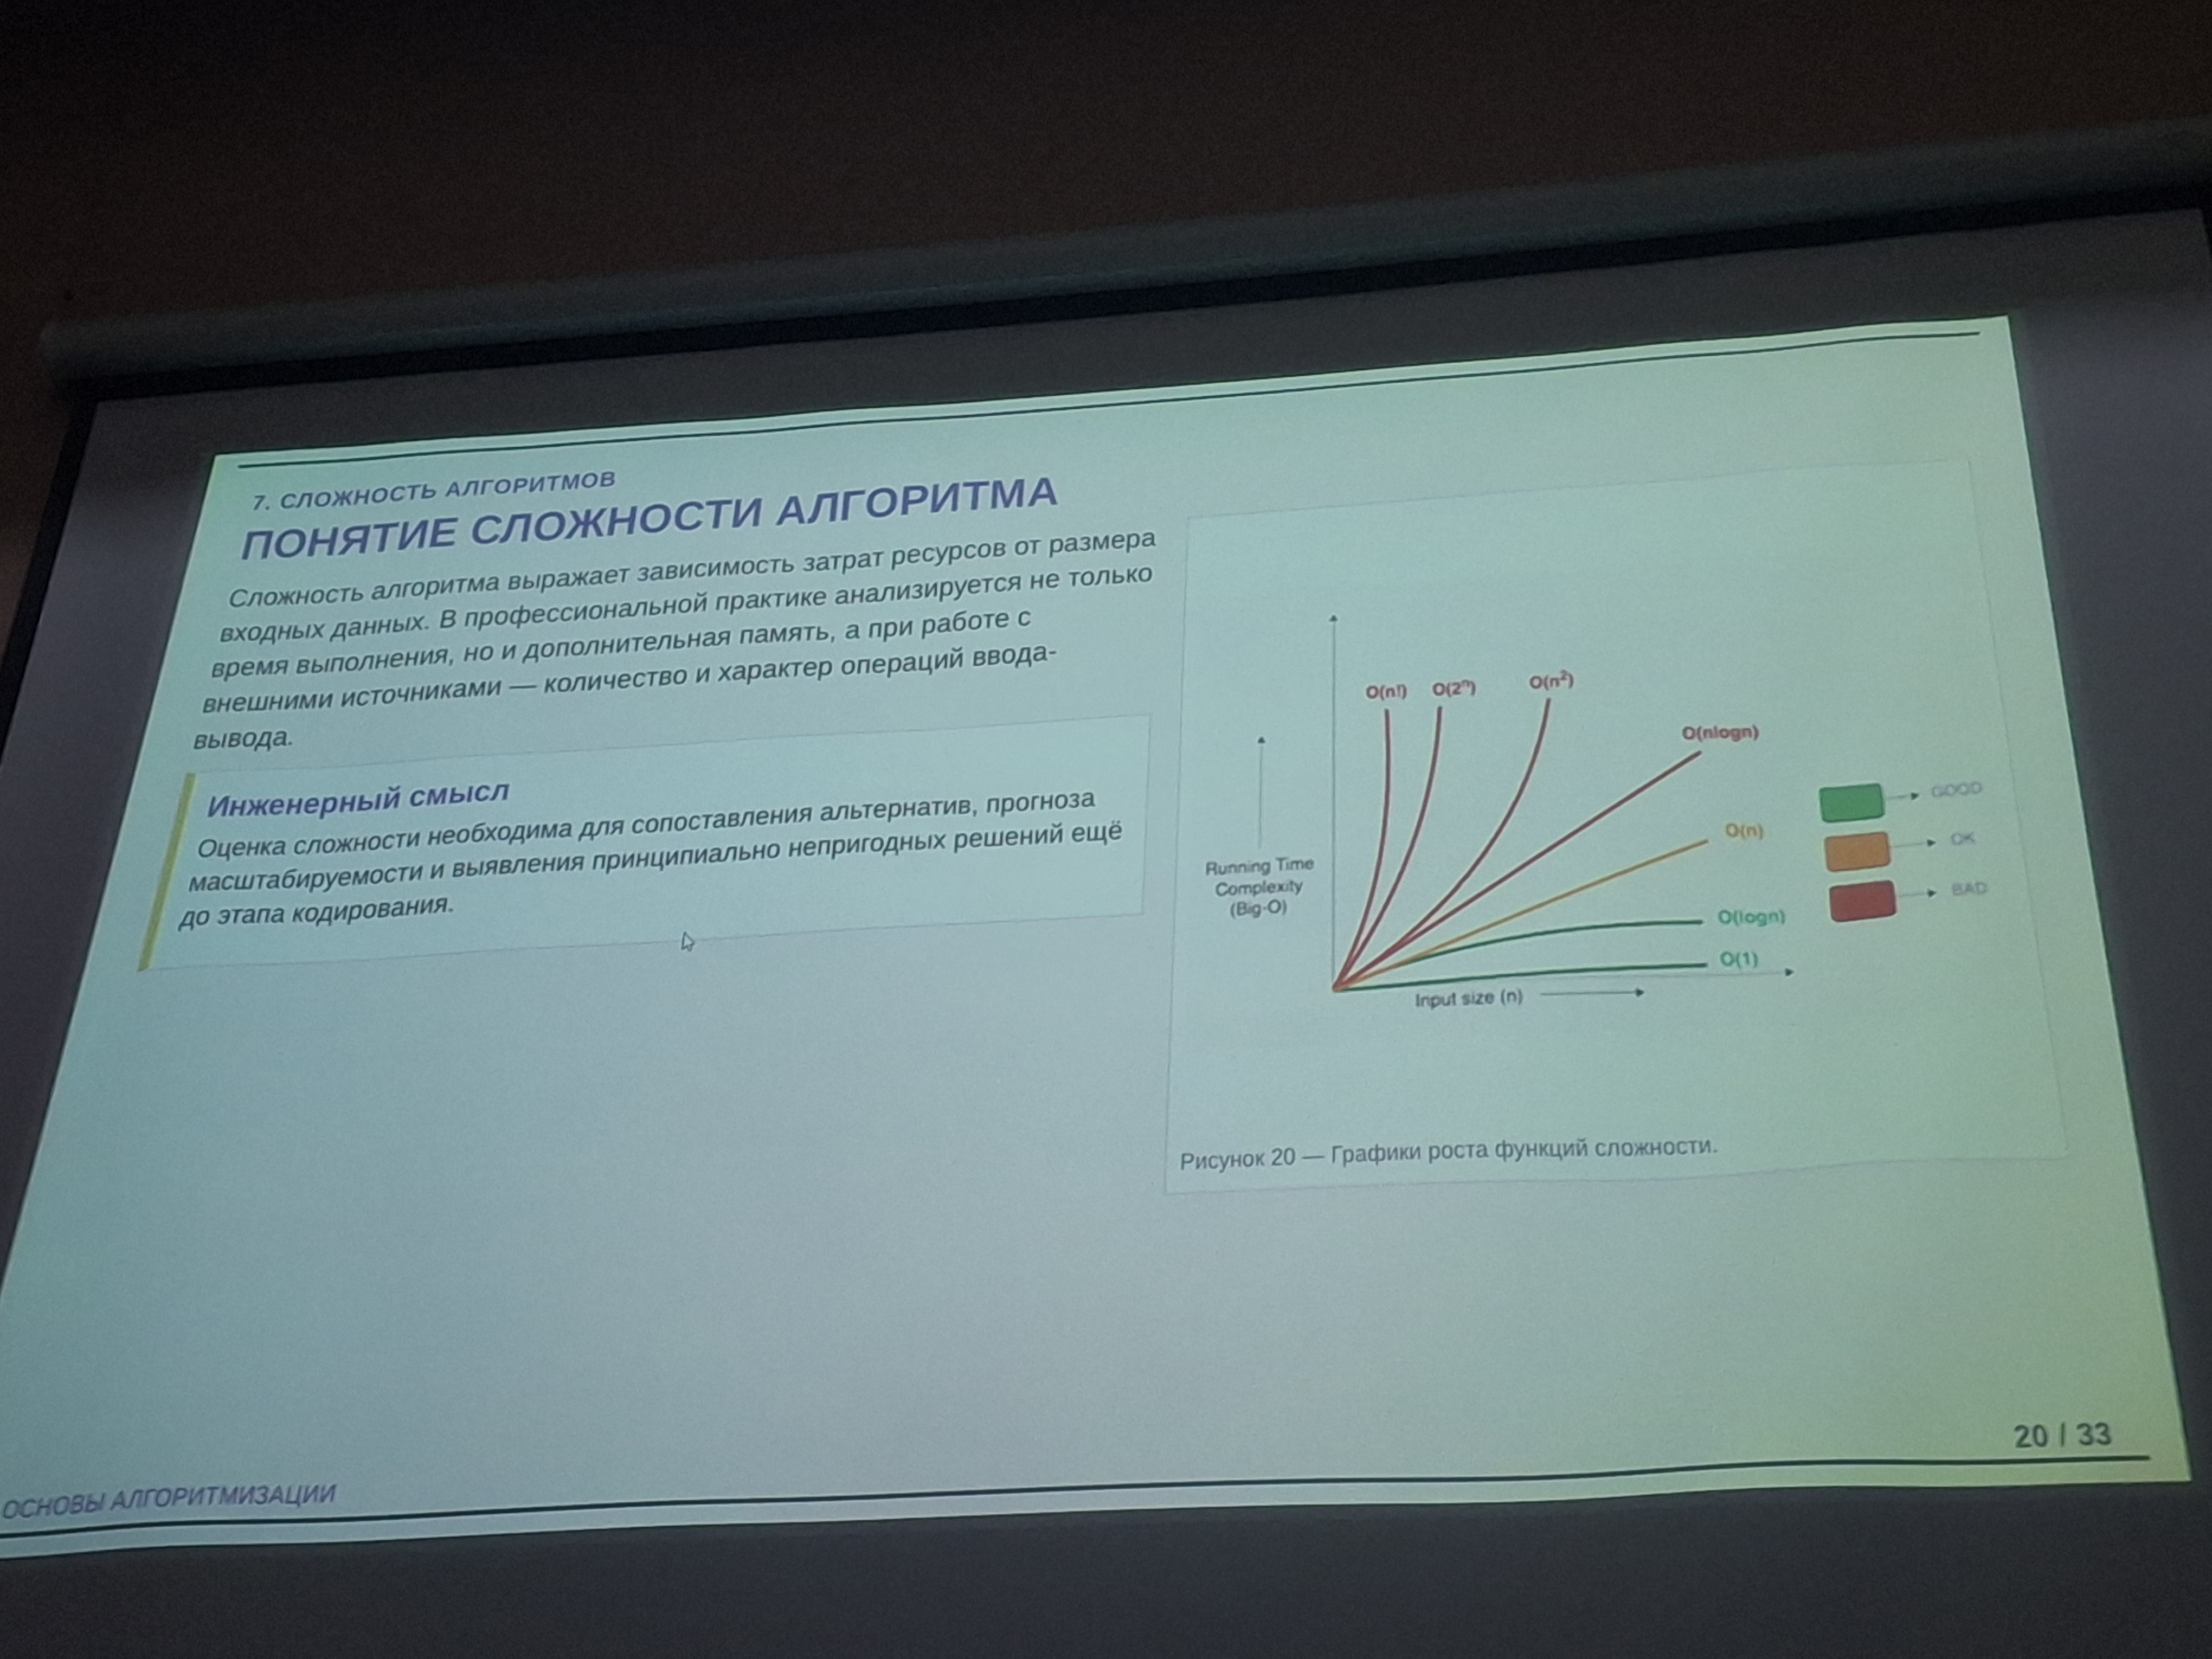 7. СЛОЖНОСТЬ АЛГОРИТМОВ
ПОНЯТИЕ СЛОЖНОСТИ АЛГОРИТМА
Сложность алгоритма выражает зависимость затрат ресурсов от размера
входных данных. В профессиональной практике анализируется не только
время выполнения, но и дополнительная память, а при работе с
внешними источниками — количество и характер операций ввода-
вывода.
Инженерный смысл
Оценка сложности необходима для сопоставления альтернатив, прогноза
масштабируемости и выявления принципиально непригодных решений ещё
до этапа кодирования.
O(n!) O(2ⁿ) O(n²)
O(nlogn)
O(n)
O(logn)
O(1)
Running Time
Complexity
(Big-O)
Input size (n)
GOOD
OK
BAD
Рисунок 20 — Графики роста функций сложности.
20 / 33
ОСНОВЫ АЛГОРИТМИЗАЦИИ